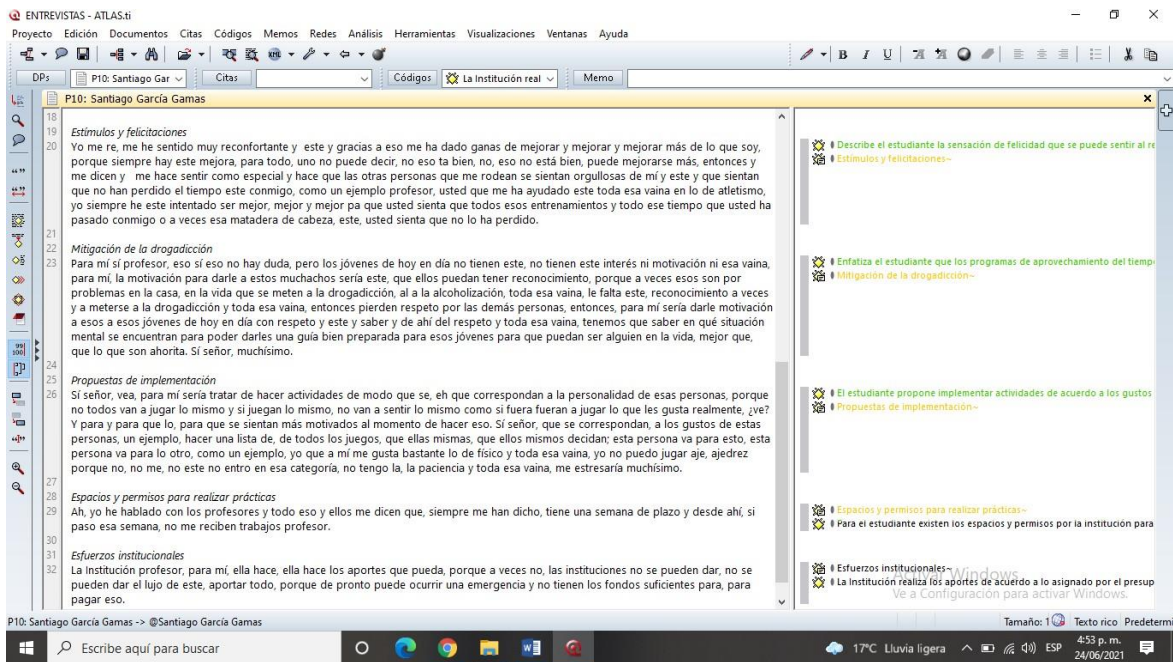 ENTREVISTAS - ATLAS.ti
Proyecto Edición Documentos Citas Códigos Memos Redes Análisis Herramientas Visualizaciones Ventanas Ayuda
DPs P10: Santiago Gar Citas Códigos La Institución real Memo
P10: Santiago García Gamas
18
19 Estímulos y felicitaciones
20 Yo me re, me he sentido muy reconfortante y este y gracias a eso me ha dado ganas de mejorar y mejorar y mejorar más de lo que soy,
porque siempre hay este mejora, para todo, uno no puede decir, no eso ta bien, no, eso no está bien, puede mejorarse más, entonces y
me dicen y me hace sentir como especial y hace que las otras personas que me rodean se sientan orgullosas de mí y este y que sientan
que no han perdido el tiempo este conmigo, como un ejemplo profesor, usted que me ha ayudado este toda esa vaina en lo de atletismo,
yo siempre he este intentado ser mejor, mejor y mejor pa que usted sienta que todos esos entrenamientos y todo ese tiempo que usted ha
pasado conmigo o a veces esa matadera de cabeza, este, usted sienta que no lo ha perdido.
Describe el estudiante la sensación de felicidad que se puede sentir al re
Estímulos y felicitaciones~
21
22 Mitigación de la drogadicción
23 Para mí sí profesor, eso sí eso no hay duda, pero los jóvenes de hoy en día no tienen este, no tienen este interés ni motivación ni esa vaina,
para mí, la motivación para darle a estos muchachos sería este, que ellos puedan tener reconocimiento, porque a veces esos son por
problemas en la casa, en la vida que se meten a la drogadicción, al a la alcoholización, toda esa vaina, le falta este, reconocimiento a veces
y a meterse a la drogadicción y toda esa vaina, entonces pierden respeto por las demás personas, entonces, para mí sería darle motivación
a esos a esos jóvenes de hoy en día con respeto y este y saber y de ahí del respeto y toda esa vaina, tenemos que saber en qué situación
mental se encuentran para poder darles una guía bien preparada para esos jóvenes para que puedan ser alguien en la vida, mejor que,
que lo que son ahorita. Sí señor, muchísimo.
Enfatiza el estudiante que los programas de aprovechamiento del tiemp
Mitigación de la drogadicción~
24
25 Propuestas de implementación
26 Sí señor, vea, para mí sería tratar de hacer actividades de modo que se, eh que correspondan a la personalidad de esas personas, porque
no todos van a jugar lo mismo y si juegan lo mismo, no van a sentir lo mismo como si fuera fueran a jugar lo que les gusta realmente, ¿ve?
Y para y para que lo, para que se sientan más motivados al momento de hacer eso. Sí señor, que se correspondan, a los gustos de estas
personas, un ejemplo, hacer una lista de, de todos los juegos, que ellas mismas, que ellos mismos decidan; esta persona va para esto, esta
persona va para lo otro, como un ejemplo, yo que a mí me gusta bastante lo de físico y toda esa vaina, yo no puedo jugar aje, ajedrez
porque no, no me, no este no entro en esa categoría, no tengo la, la paciencia y toda esa vaina, me estresaría muchísimo.
El estudiante propone implementar actividades de acuerdo a los gustos
Propuestas de implementación~
27
28 Espacios y permisos para realizar prácticas
29 Ah, yo he hablado con los profesores y todo eso y ellos me dicen que, siempre me han dicho, tiene una semana de plazo y desde ahí, si
paso esa semana, no me reciben trabajos profesor.
Espacios y permisos para realizar prácticas~
Para el estudiante existen los espacios y permisos por la institución para
30
31 Esfuerzos institucionales
32 La Institución profesor, para mí, ella hace, ella hace los aportes que pueda, porque a veces no, las instituciones no se pueden dar, no se
pueden dar el lujo de este, aportar todo, porque de pronto puede ocurrir una emergencia y no tienen los fondos suficientes para, para
pagar eso.
Esfuerzos institucionales~
La Institución realiza los aportes de acuerdo a lo asignado por el presup
Activar Windows
Ve a Configuración para activar Windows.
P10: Santiago García Gamas -> @Santiago García Gamas Tamaño: 1 Texto rico Predetermi
Escribe aquí para buscar 17°C Lluvia ligera ESP 4:53 p. m.
24/06/2021